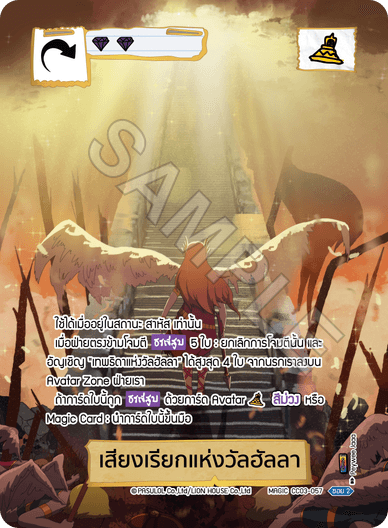 SAMPLE
ใช้ได้เมื่ออยู่ในสถานะ สาหัส เท่านั้น
เมื่อฝ่ายตรงข้ามโจมตี ชาร์สูบ 5 ใบ : ยกเลิกการโจมตีนั้น และ
อัญเชิญ "เทพธิดาแห่งวัลฮัลลา" ได้สูงสุด 4 ใบ จากนรกเราลงบน
Avatar Zone ฝ่ายเรา
ถ้าการ์ดใบนี้ถูก ชาร์สูบ ด้วยการ์ด Avatar สีม่วง หรือ
Magic Card : นำการ์ดใบนี้ขึ้นมือ
เสียงเรียกแห่งวัลฮัลลา
© PASULOL Co.,Ltd/LION HOUSE Co.,Ltd
MAGIC CC03-057
ซอม 2